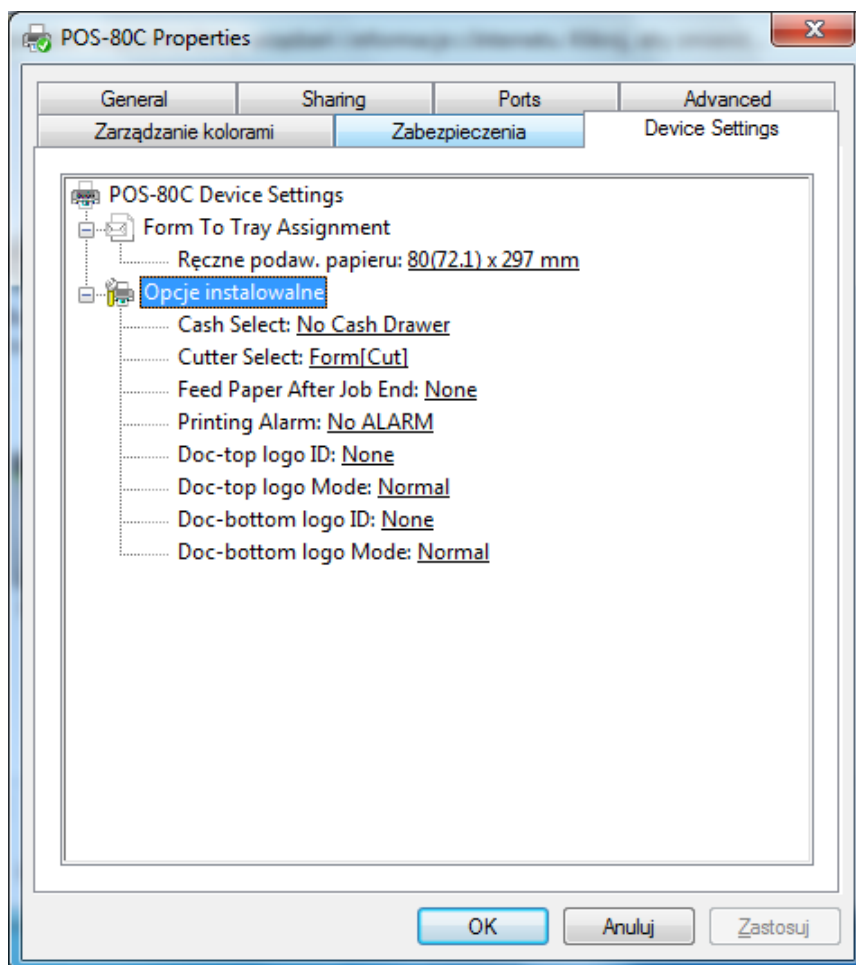 POS-80C Properties
General Sharing Ports Advanced
Zarządzanie kolorami Zabezpieczenia Device Settings
POS-80C Device Settings
Form To Tray Assignment
Ręczne podaw. papieru: 80(72.1) x 297 mm
Opcje instalowalne
Cash Select: No Cash Drawer
Cutter Select: Form[Cut]
Feed Paper After Job End: None
Printing Alarm: No ALARM
Doc-top logo ID: None
Doc-top logo Mode: Normal
Doc-bottom logo ID: None
Doc-bottom logo Mode: Normal
OK Anuluj Zastosuj